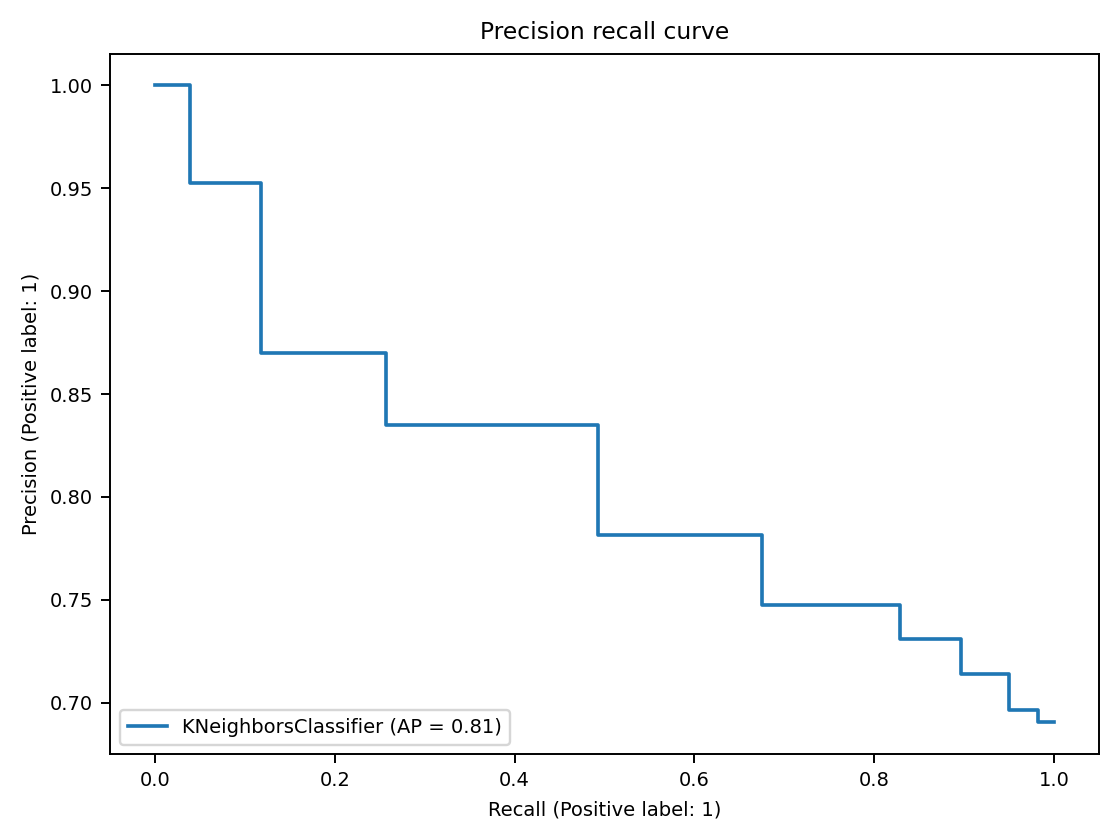 Precision recall curve
1.00
0.95
0.90
0.85
0.80
0.75
0.70
Precision (Positive label: 1)
KNeighborsClassifier (AP = 0.81)
0.0 0.2 0.4 0.6 0.8 1.0
Recall (Positive label: 1)